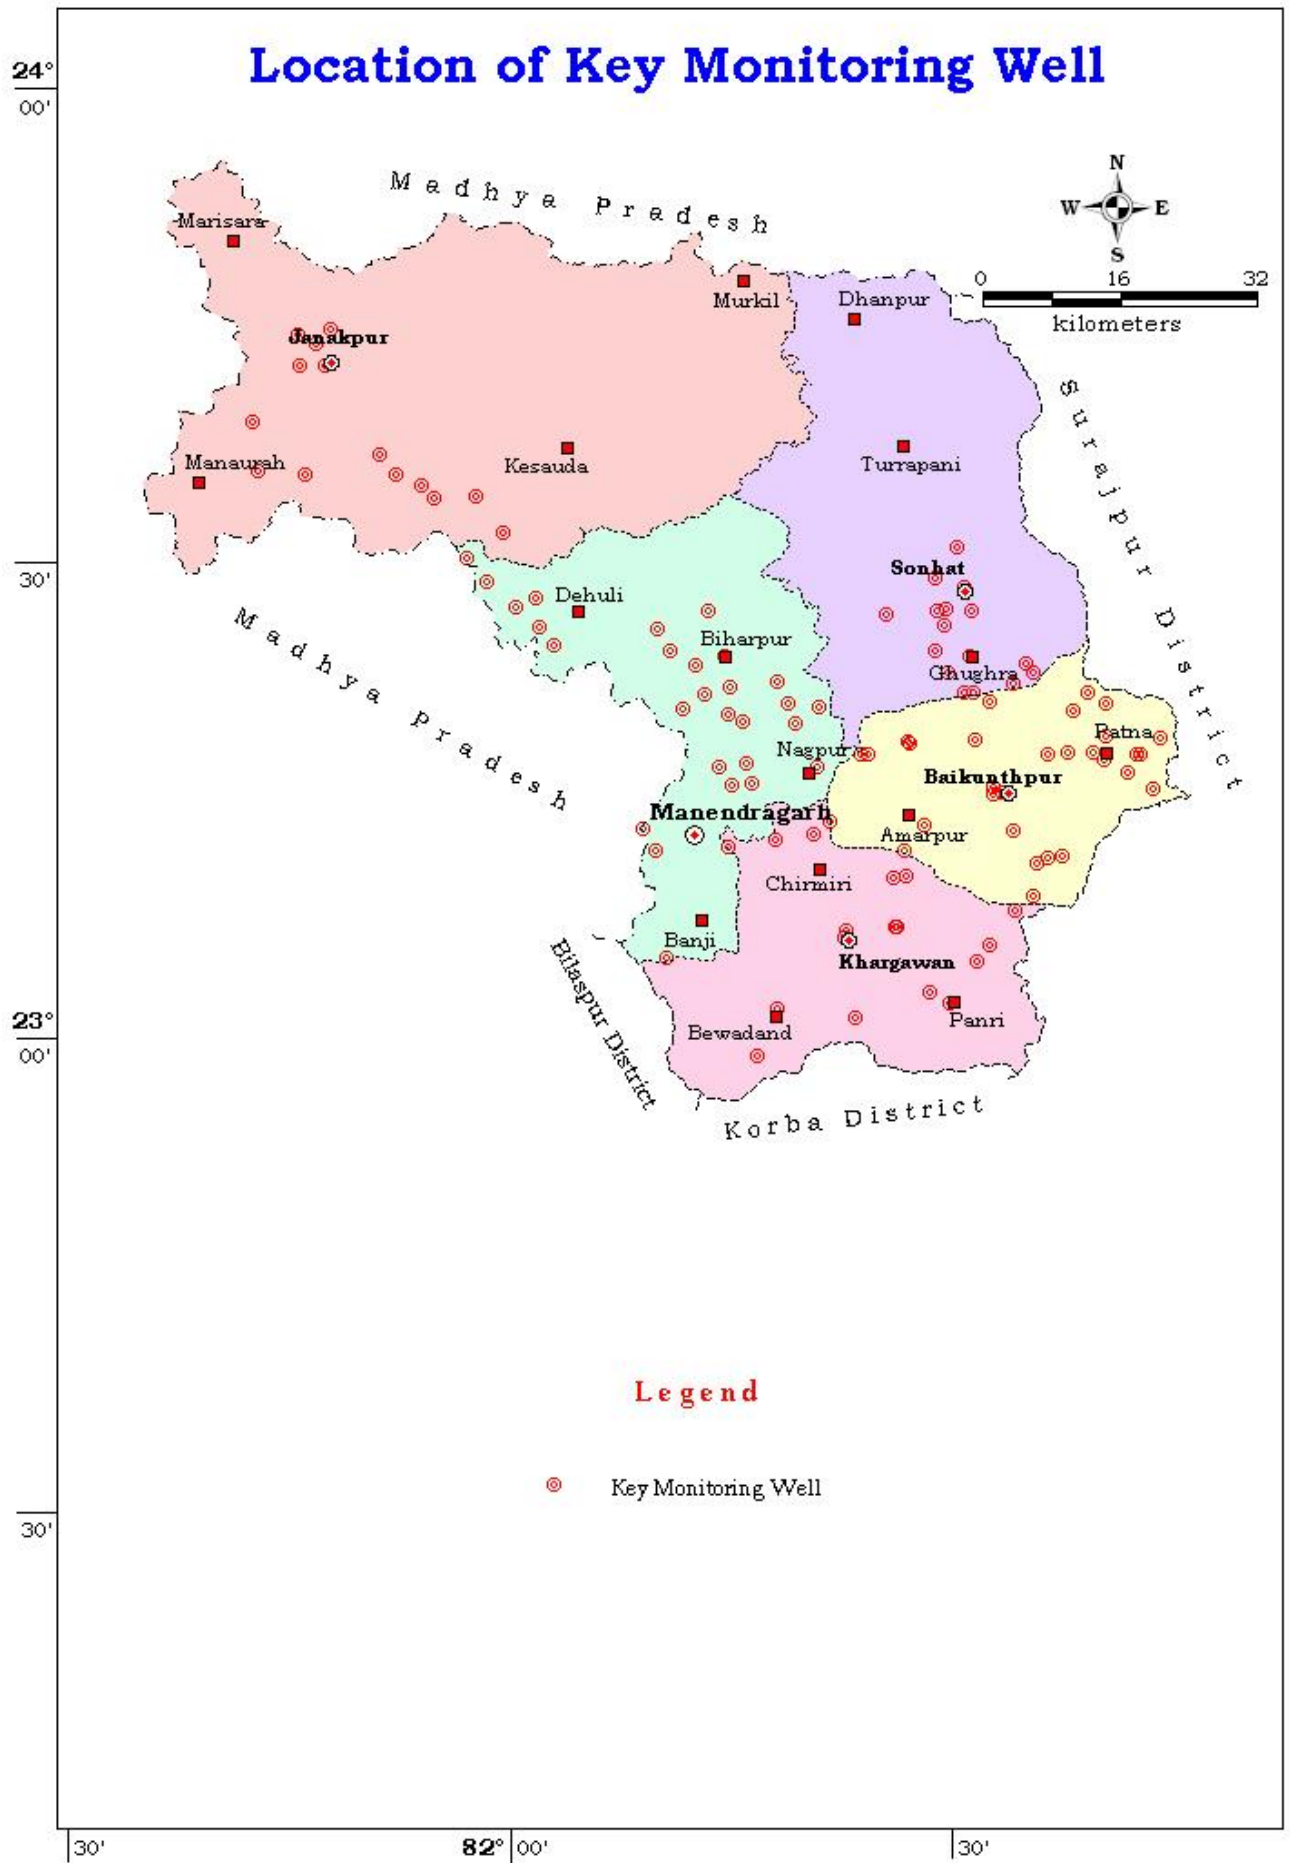 Location of Key Monitoring Well
24°
00'
Madhya Pradesh
N
W E
S
0 16 32
kilometers
Marisara
Murkil
Dhanpur
Janakpur
Surajpur District
Manaurah
Kesauda
Turrapani
30'
Sonhat
Dehuli
Biharpur
Ghughra
Madhya Pradesh
Nagpur
Patna
Baikunthpur
Manendragarh
Amarpur
Chirmiri
Banji
Khargawan
Bilaspur District
23°
00'
Bewadand
Panri
Korba District
Legend
Key Monitoring Well
30'
30'
82° 00'
30'